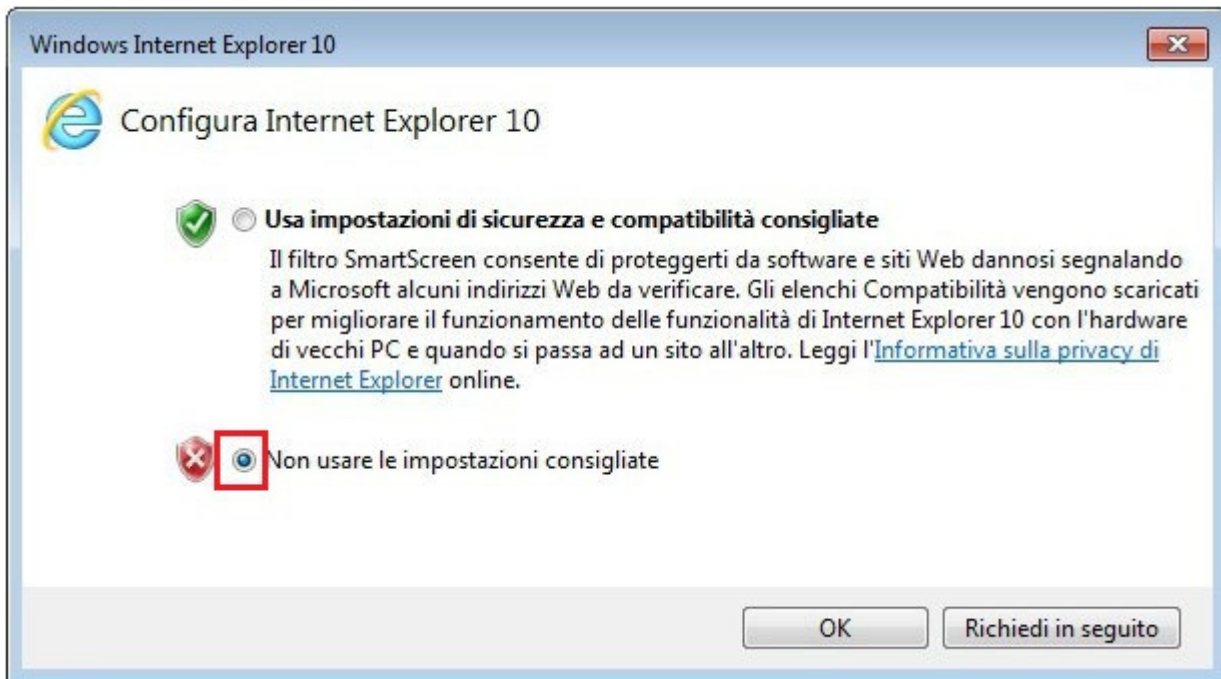 Windows Internet Explorer 10
Configura Internet Explorer 10
Usa impostazioni di sicurezza e compatibilità consigliate
Il filtro SmartScreen consente di proteggerti da software e siti Web dannosi segnalando
a Microsoft alcuni indirizzi Web da verificare. Gli elenchi Compatibilità vengono scaricati
per migliorare il funzionamento delle funzionalità di Internet Explorer 10 con l'hardware
di vecchi PC e quando si passa ad un sito all'altro. Leggi l'Informativa sulla privacy di
Internet Explorer online.
Non usare le impostazioni consigliate
OK
Richiedi in seguito